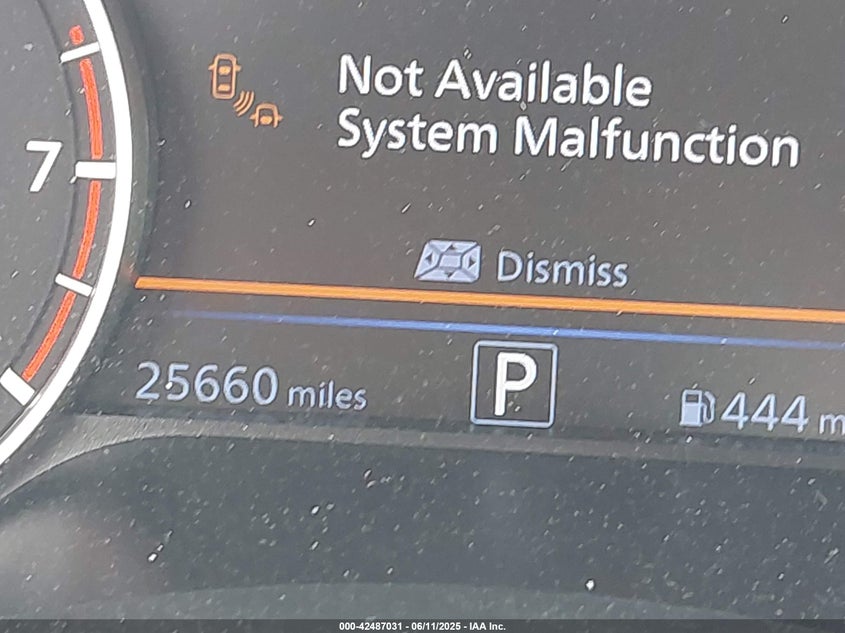 Not Available
System Malfunction
7
Dismiss
25660 miles
P
444 m
000-42487031 - 06/11/2025 - IAA Inc.